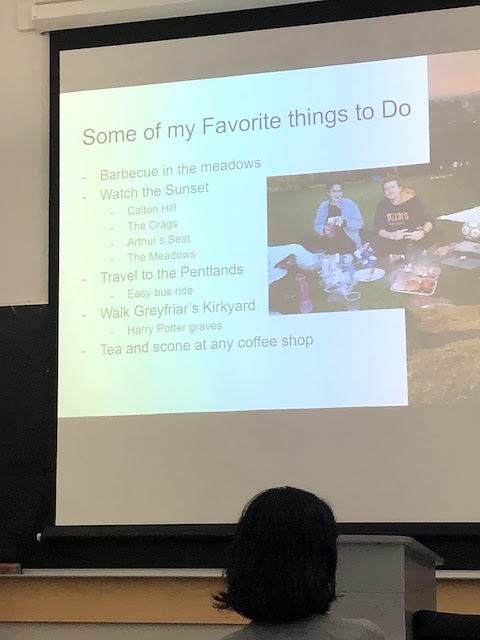 Some of my Favorite things to Do
- Barbecue in the meadows
- Watch the Sunset
- Calton Hill
- The Crags
- Arthur's Seat
- The Meadows
- Travel to the Pentlands
- Easy bus ride
- Walk Greyfriar's Kirkyard
- Harry Potter graves
- Tea and scone at any coffee shop